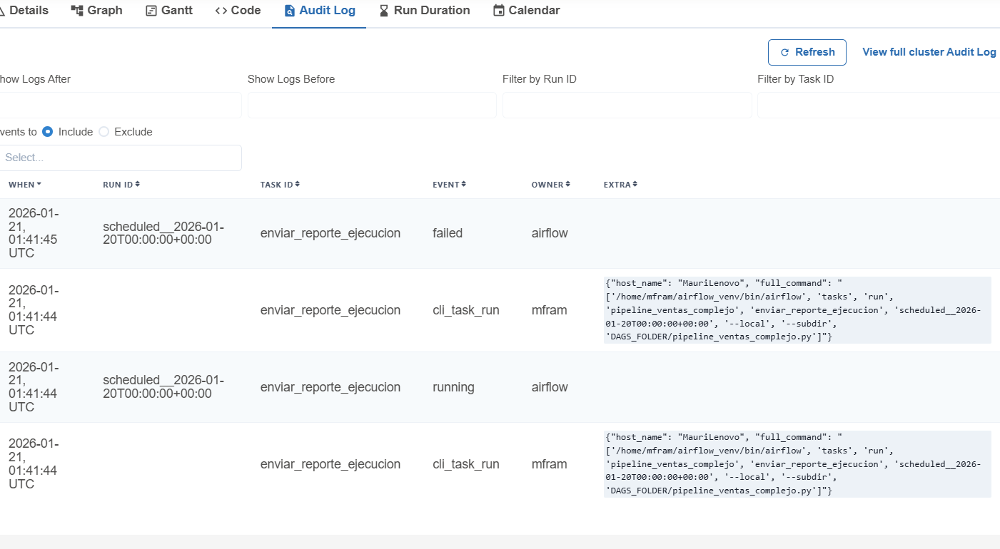 Details Graph Gantt Code Audit Log Run Duration Calendar
Refresh View full cluster Audit Log
how Logs After Show Logs Before Filter by Run ID Filter by Task ID
vents to Include Exclude
Select...
WHEN RUN ID TASK ID EVENT OWNER EXTRA
2026-01-
21,
01:41:45
UTC
scheduled__2026-01-
20T00:00:00+00:00
enviar_reporte_ejecucion
failed
airflow
2026-01-
21,
01:41:44
UTC
enviar_reporte_ejecucion
cli_task_run
mfram
{"host_name": "MauriLenovo", "full_command": "
['/home/mfram/airflow_venv/bin/airflow', 'tasks', 'run',
'pipeline_ventas_complejo', 'enviar_reporte_ejecucion', 'scheduled__2026-
01-20T00:00:00+00:00', '--local', '--subdir',
'DAGS_FOLDER/pipeline_ventas_complejo.py']"}
2026-01-
21,
01:41:44
UTC
scheduled__2026-01-
20T00:00:00+00:00
enviar_reporte_ejecucion
running
airflow
2026-01-
21,
01:41:44
UTC
enviar_reporte_ejecucion
cli_task_run
mfram
{"host_name": "MauriLenovo", "full_command": "
['/home/mfram/airflow_venv/bin/airflow', 'tasks', 'run',
'pipeline_ventas_complejo', 'enviar_reporte_ejecucion', 'scheduled__2026-
01-20T00:00:00+00:00', '--local', '--subdir',
'DAGS_FOLDER/pipeline_ventas_complejo.py']"}